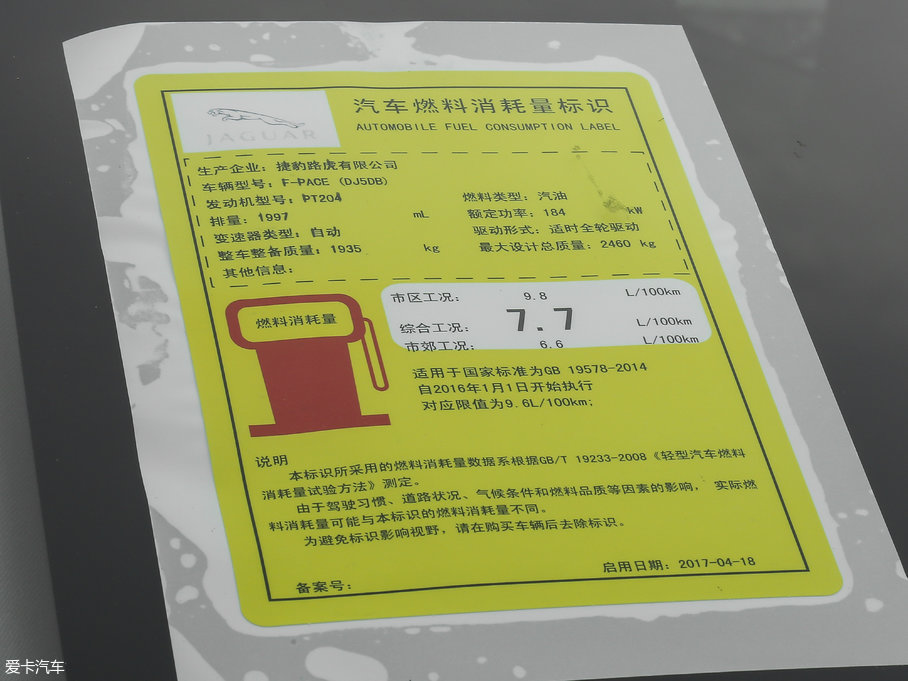 汽车燃料消耗量标识
JAGUAR
AUTOMOBILE FUEL CONSUMPTION LABEL
生产企业：捷豹路虎有限公司
车辆型号：F-PACE (DJ5DB)
发动机型号：PT204
燃料类型：汽油
排量：1997 mL
额定功率：184 kW
变速器类型：自动
驱动形式：适时全轮驱动
整车整备质量：1935 kg
最大设计总质量：2460 kg
其他信息：
燃料消耗量
市区工况： 9.8 L/100km
综合工况： 7.7 L/100km
市郊工况： 6.6 L/100km
适用于国家标准为GB 19578-2014
自2016年1月1日开始执行
对应限值为9.6L/100km;
说明
本标识所采用的燃料消耗量数据系根据GB/T 19233-2008《轻型汽车燃料
消耗量试验方法》测定。
由于驾驶习惯、道路状况、气候条件和燃料品质等因素的影响， 实际燃
料消耗量可能与本标识的燃料消耗量不同。
为避免标识影响视野，请在购买车辆后去除标识。
备案号：
启用日期：2017-04-18
爱卡汽车